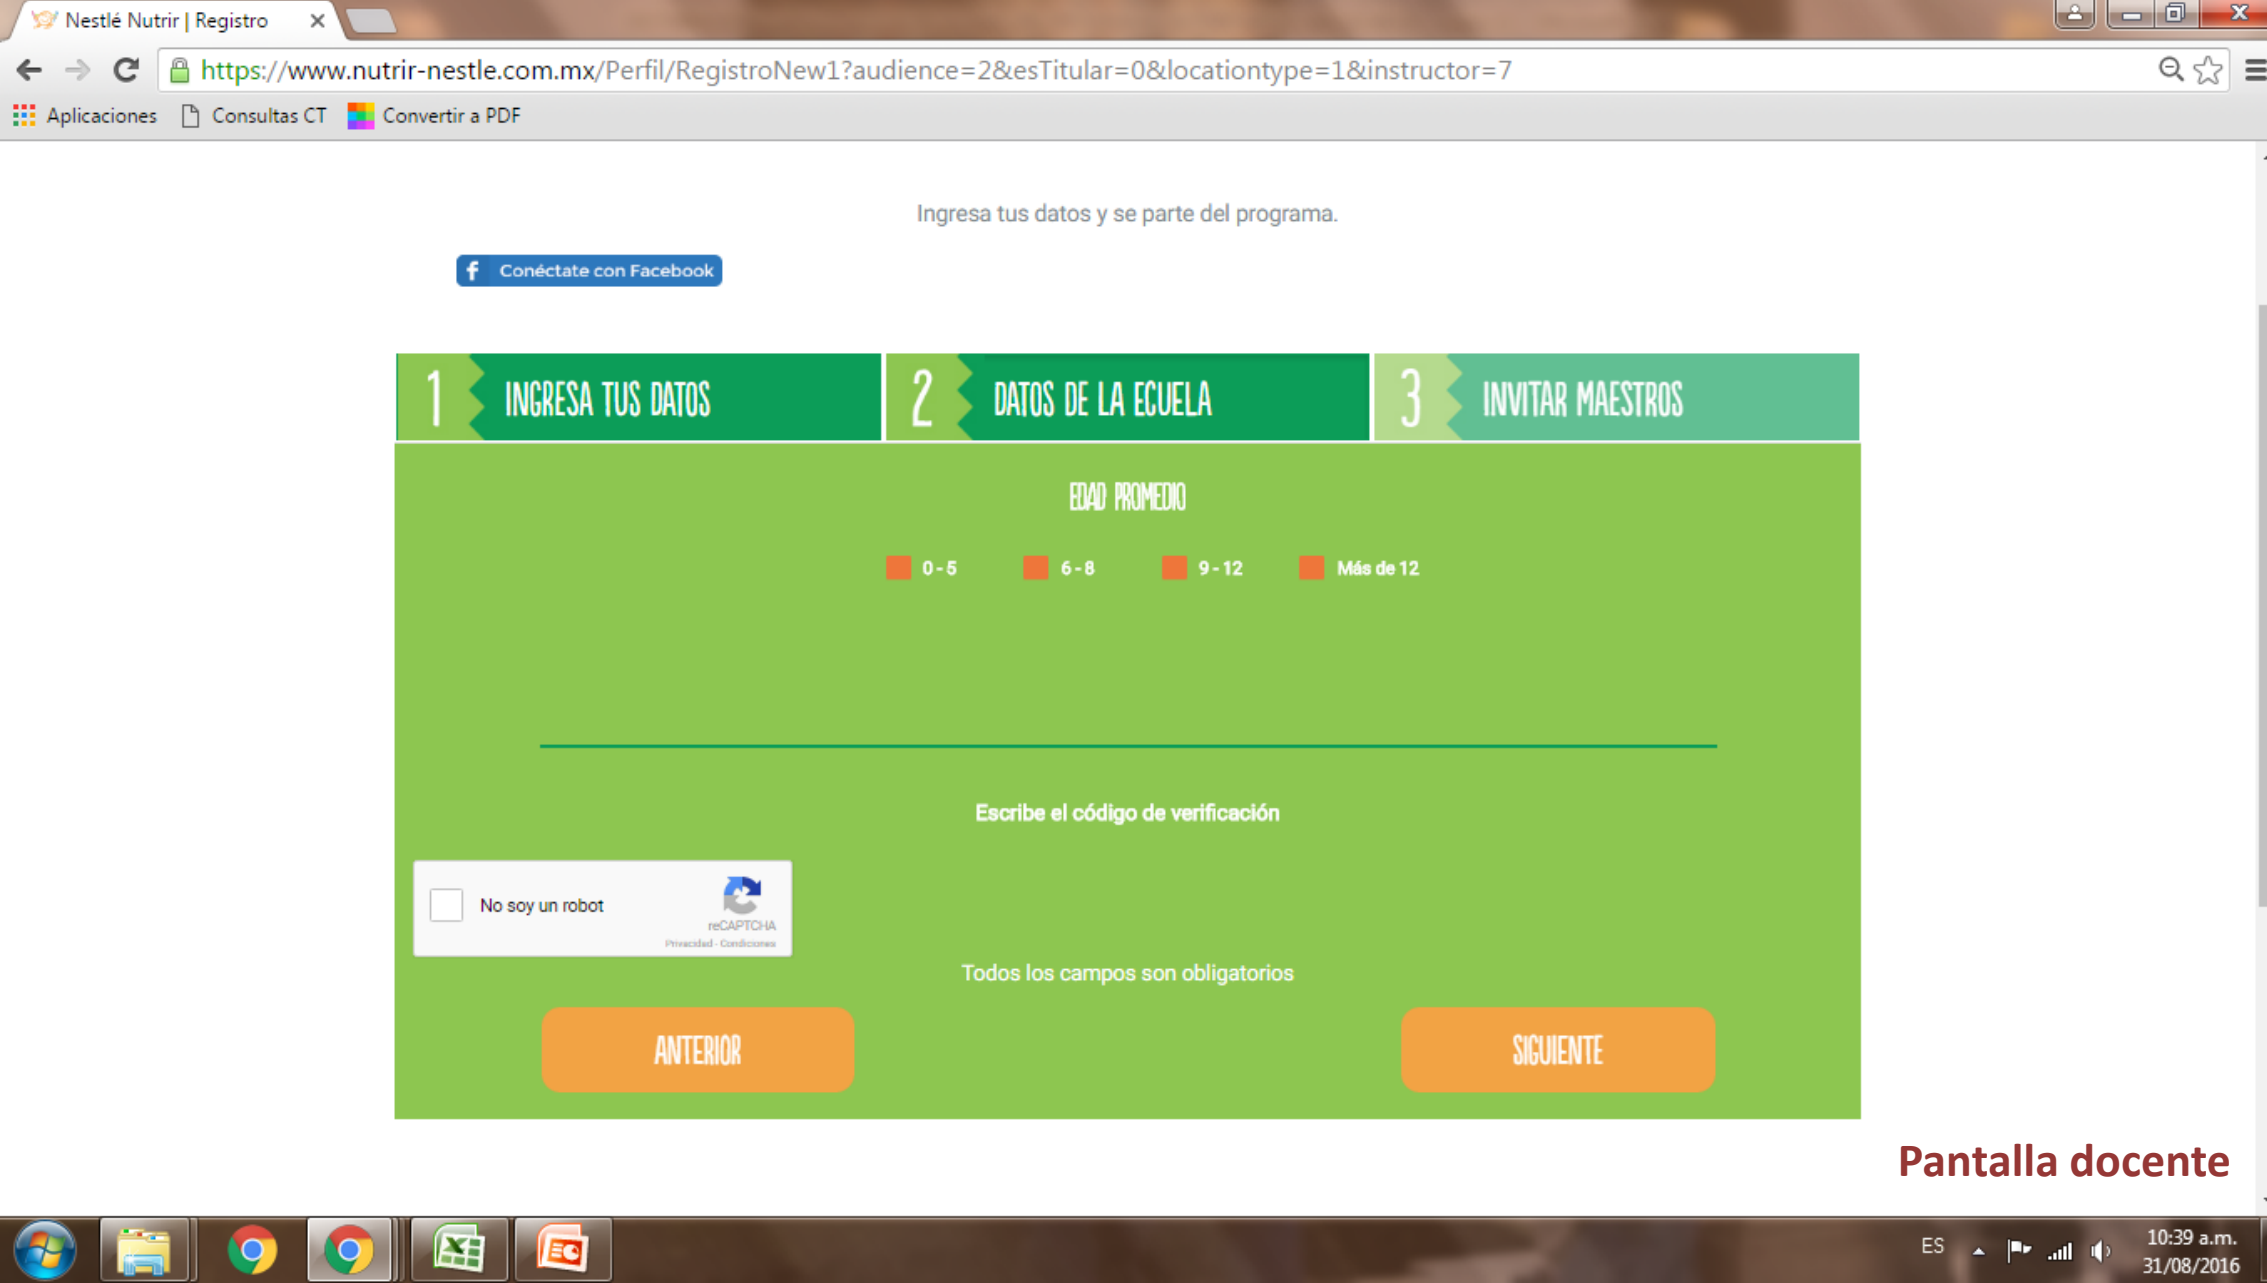 Nestlé Nutrir | Registro
https://www.nutrir-nestle.com.mx/Perfil/RegistroNew1?audience=2&esTitular=0&locationtype=1&instructor=7
Aplicaciones Consultas CT Convertir a PDF
Ingresa tus datos y se parte del programa.
f Conéctate con Facebook
1 INGRESA TUS DATOS 2 DATOS DE LA ECUELA 3 INVITAR MAESTROS
EDAD PROMEDIO
0 - 5 6 - 8 9 - 12 Más de 12
Escribe el código de verificación
No soy un robot
reCAPTCHA
Privacidad - Condiciones
Todos los campos son obligatorios
ANTERIOR SIGUIENTE
Pantalla docente
ES 10:39 a.m.
31/08/2016